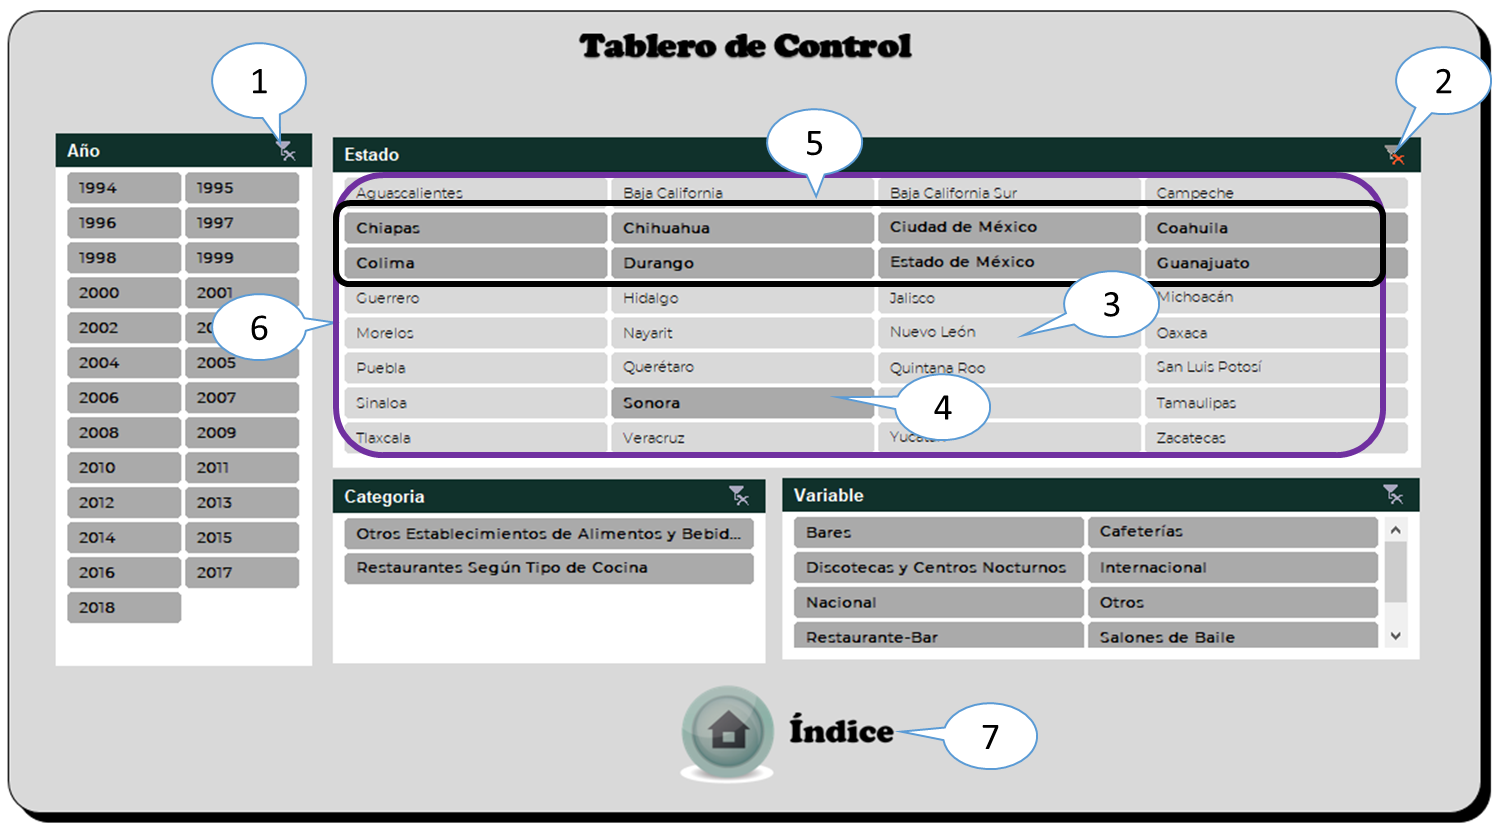 Tablero de Control
1
2
5
Año
Estado
1994 1995
1996 1997
1998 1999
2000 2001
2002
2004 2005
2006 2007
2008 2009
2010 2011
2012 2013
2014 2015
2016 2017
2018
6
Aguascalientes Baja California Baja California Sur Campeche
Chiapas Chihuahua Ciudad de México Coahuila
Colima Durango Estado de México Guanajuato
Guerrero Hidalgo Jalisco Michoacán
3
Morelos Nayarit Nuevo León Oaxaca
Puebla Querétaro Quintana Roo San Luis Potosí
Sinaloa Sonora Tamaulipas
4
Tlaxcala Veracruz Yucatán Zacatecas
Categoria
Otros Establecimientos de Alimentos y Bebid...
Restaurantes Según Tipo de Cocina
Variable
Bares Cafeterías
Discotecas y Centros Nocturnos Internacional
Nacional Otros
Restaurante-Bar Salones de Baile
Índice
7